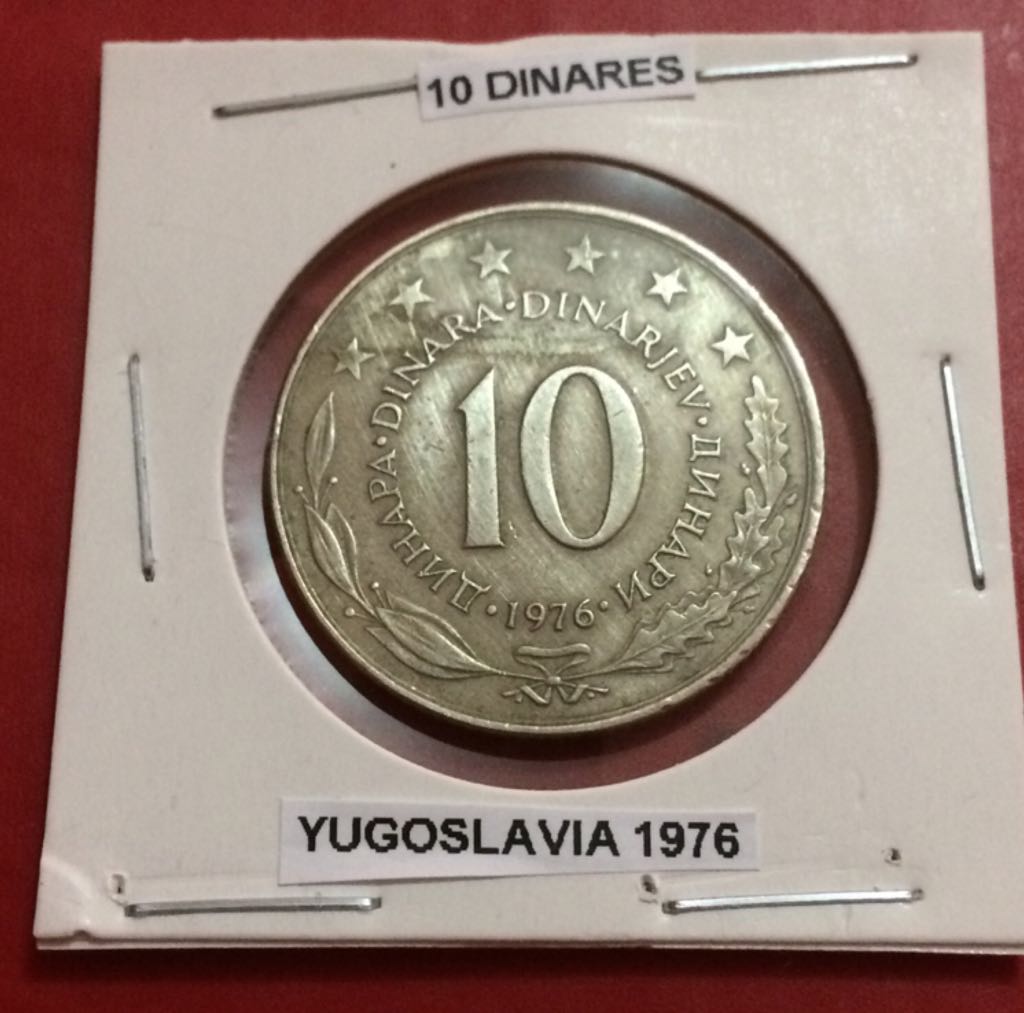 10 DINARES
ДИНАРА · DINARA · DINARJEV · ДИНАРИ
10
· 1976 ·
YUGOSLAVIA 1976